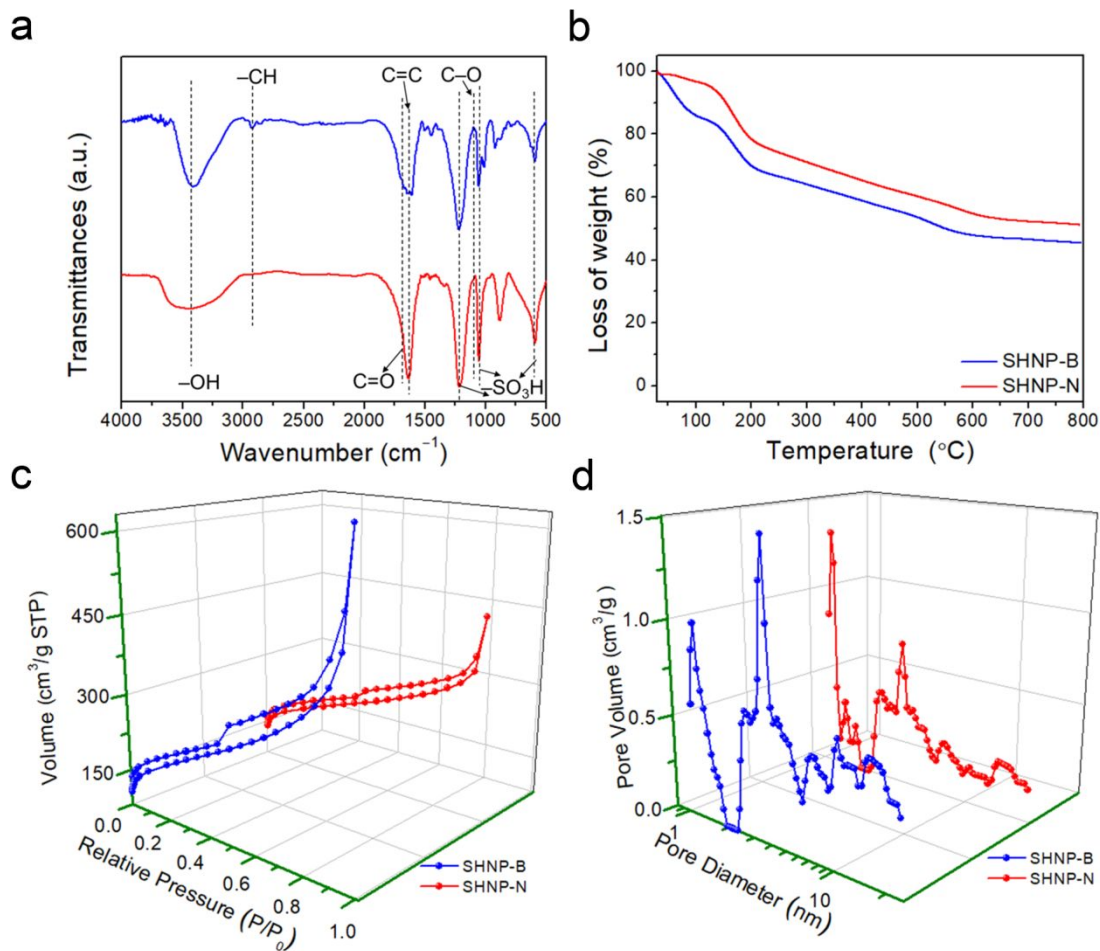 a
–CH
C=C
C–O
Transmittances (a.u.)
–OH
C=O
–SO₃H
4000 3500 3000 2500 2000 1500 1000 500
Wavenumber (cm⁻¹)
b
100
80
60
40
20
0
Loss of weight (%)
SHNP-B
SHNP-N
100 200 300 400 500 600 700 800
Temperature (°C)
c
600
450
300
150
Volume (cm³/g STP)
0.0
0.2
0.4
0.6
0.8
1.0
Relative Pressure (P/P₀)
SHNP-B
SHNP-N
d
1.5
1.0
0.5
0.0
Pore Volume (cm³/g)
1
10
Pore Diameter (nm)
SHNP-B
SHNP-N